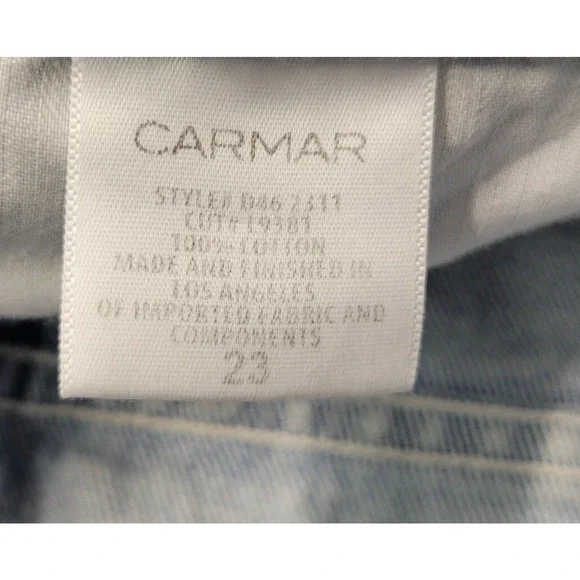 CARMAR
STYLE# D46 2311
CUT# L9381
100% COTTON
MADE AND FINISHED IN
LOS ANGELES
OF IMPORTED FABRIC AND
COMPONENTS
23